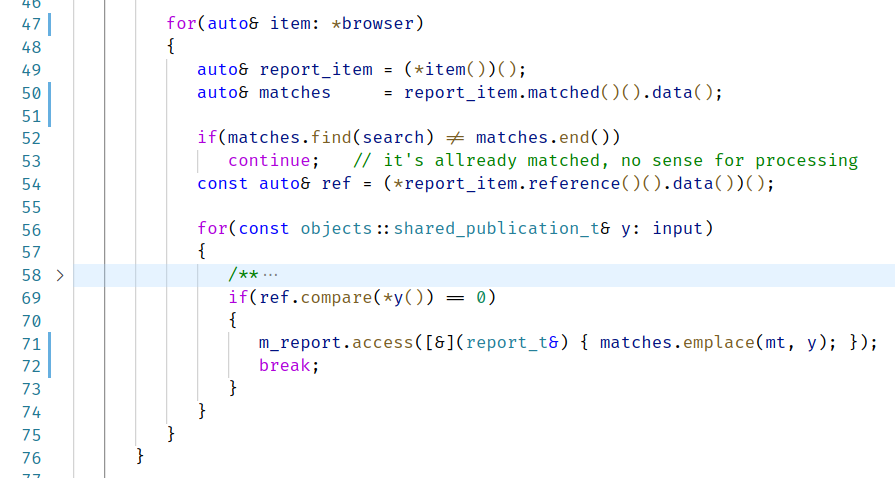 46
47 for(auto& item: *browser)
48 {
49 auto& report_item = (*item())();
50 auto& matches = report_item.matched()().data();
51
52 if(matches.find(search) != matches.end())
53 continue; // it's allready matched, no sense for processing
54 const auto& ref = (*report_item.reference()().data())();
55
56 for(const objects::shared_publication_t& y: input)
57 {
58 > /** ···
69 if(ref.compare(*y()) == 0)
70 {
71 m_report.access([&](report_t&) { matches.emplace(mt, y); });
72 break;
73 }
74 }
75 }
76 }
77